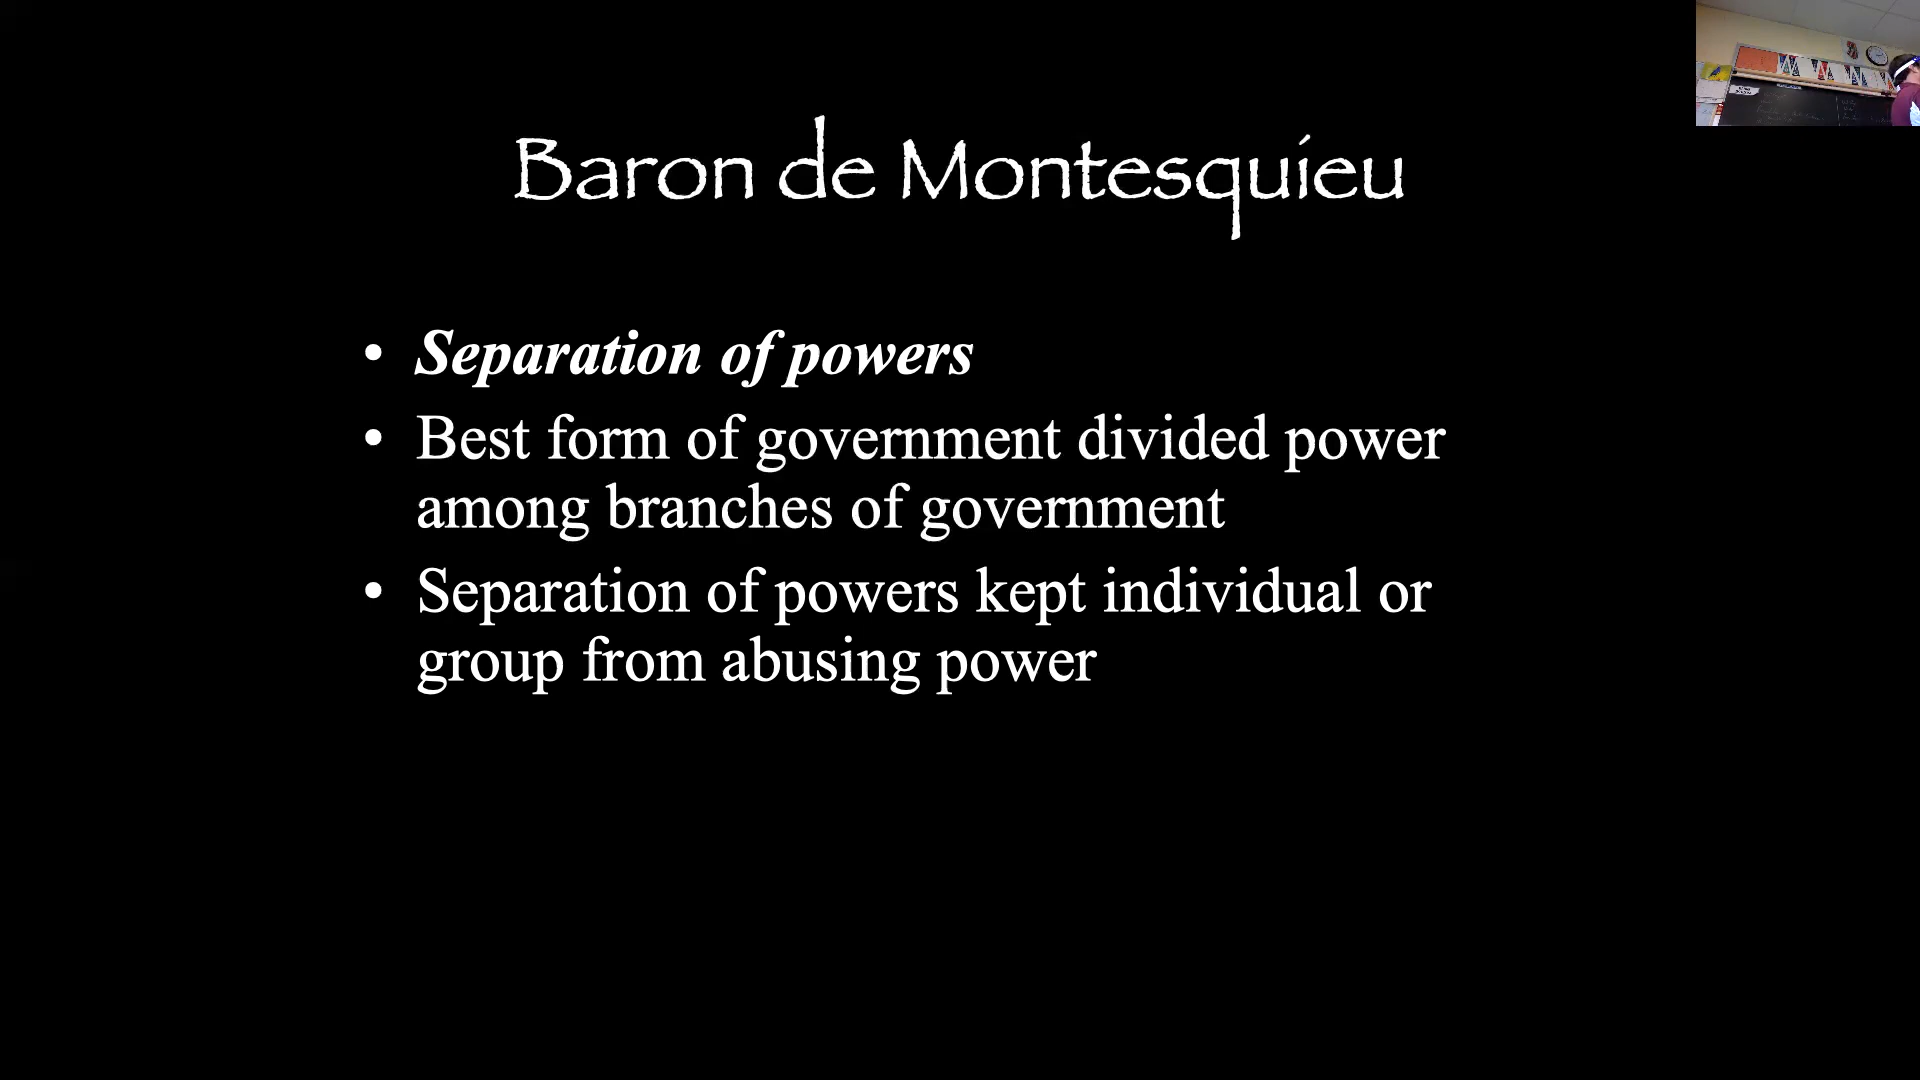 Baron de Montesquieu
• Separation of powers
• Best form of government divided power
among branches of government
• Separation of powers kept individual or
group from abusing power